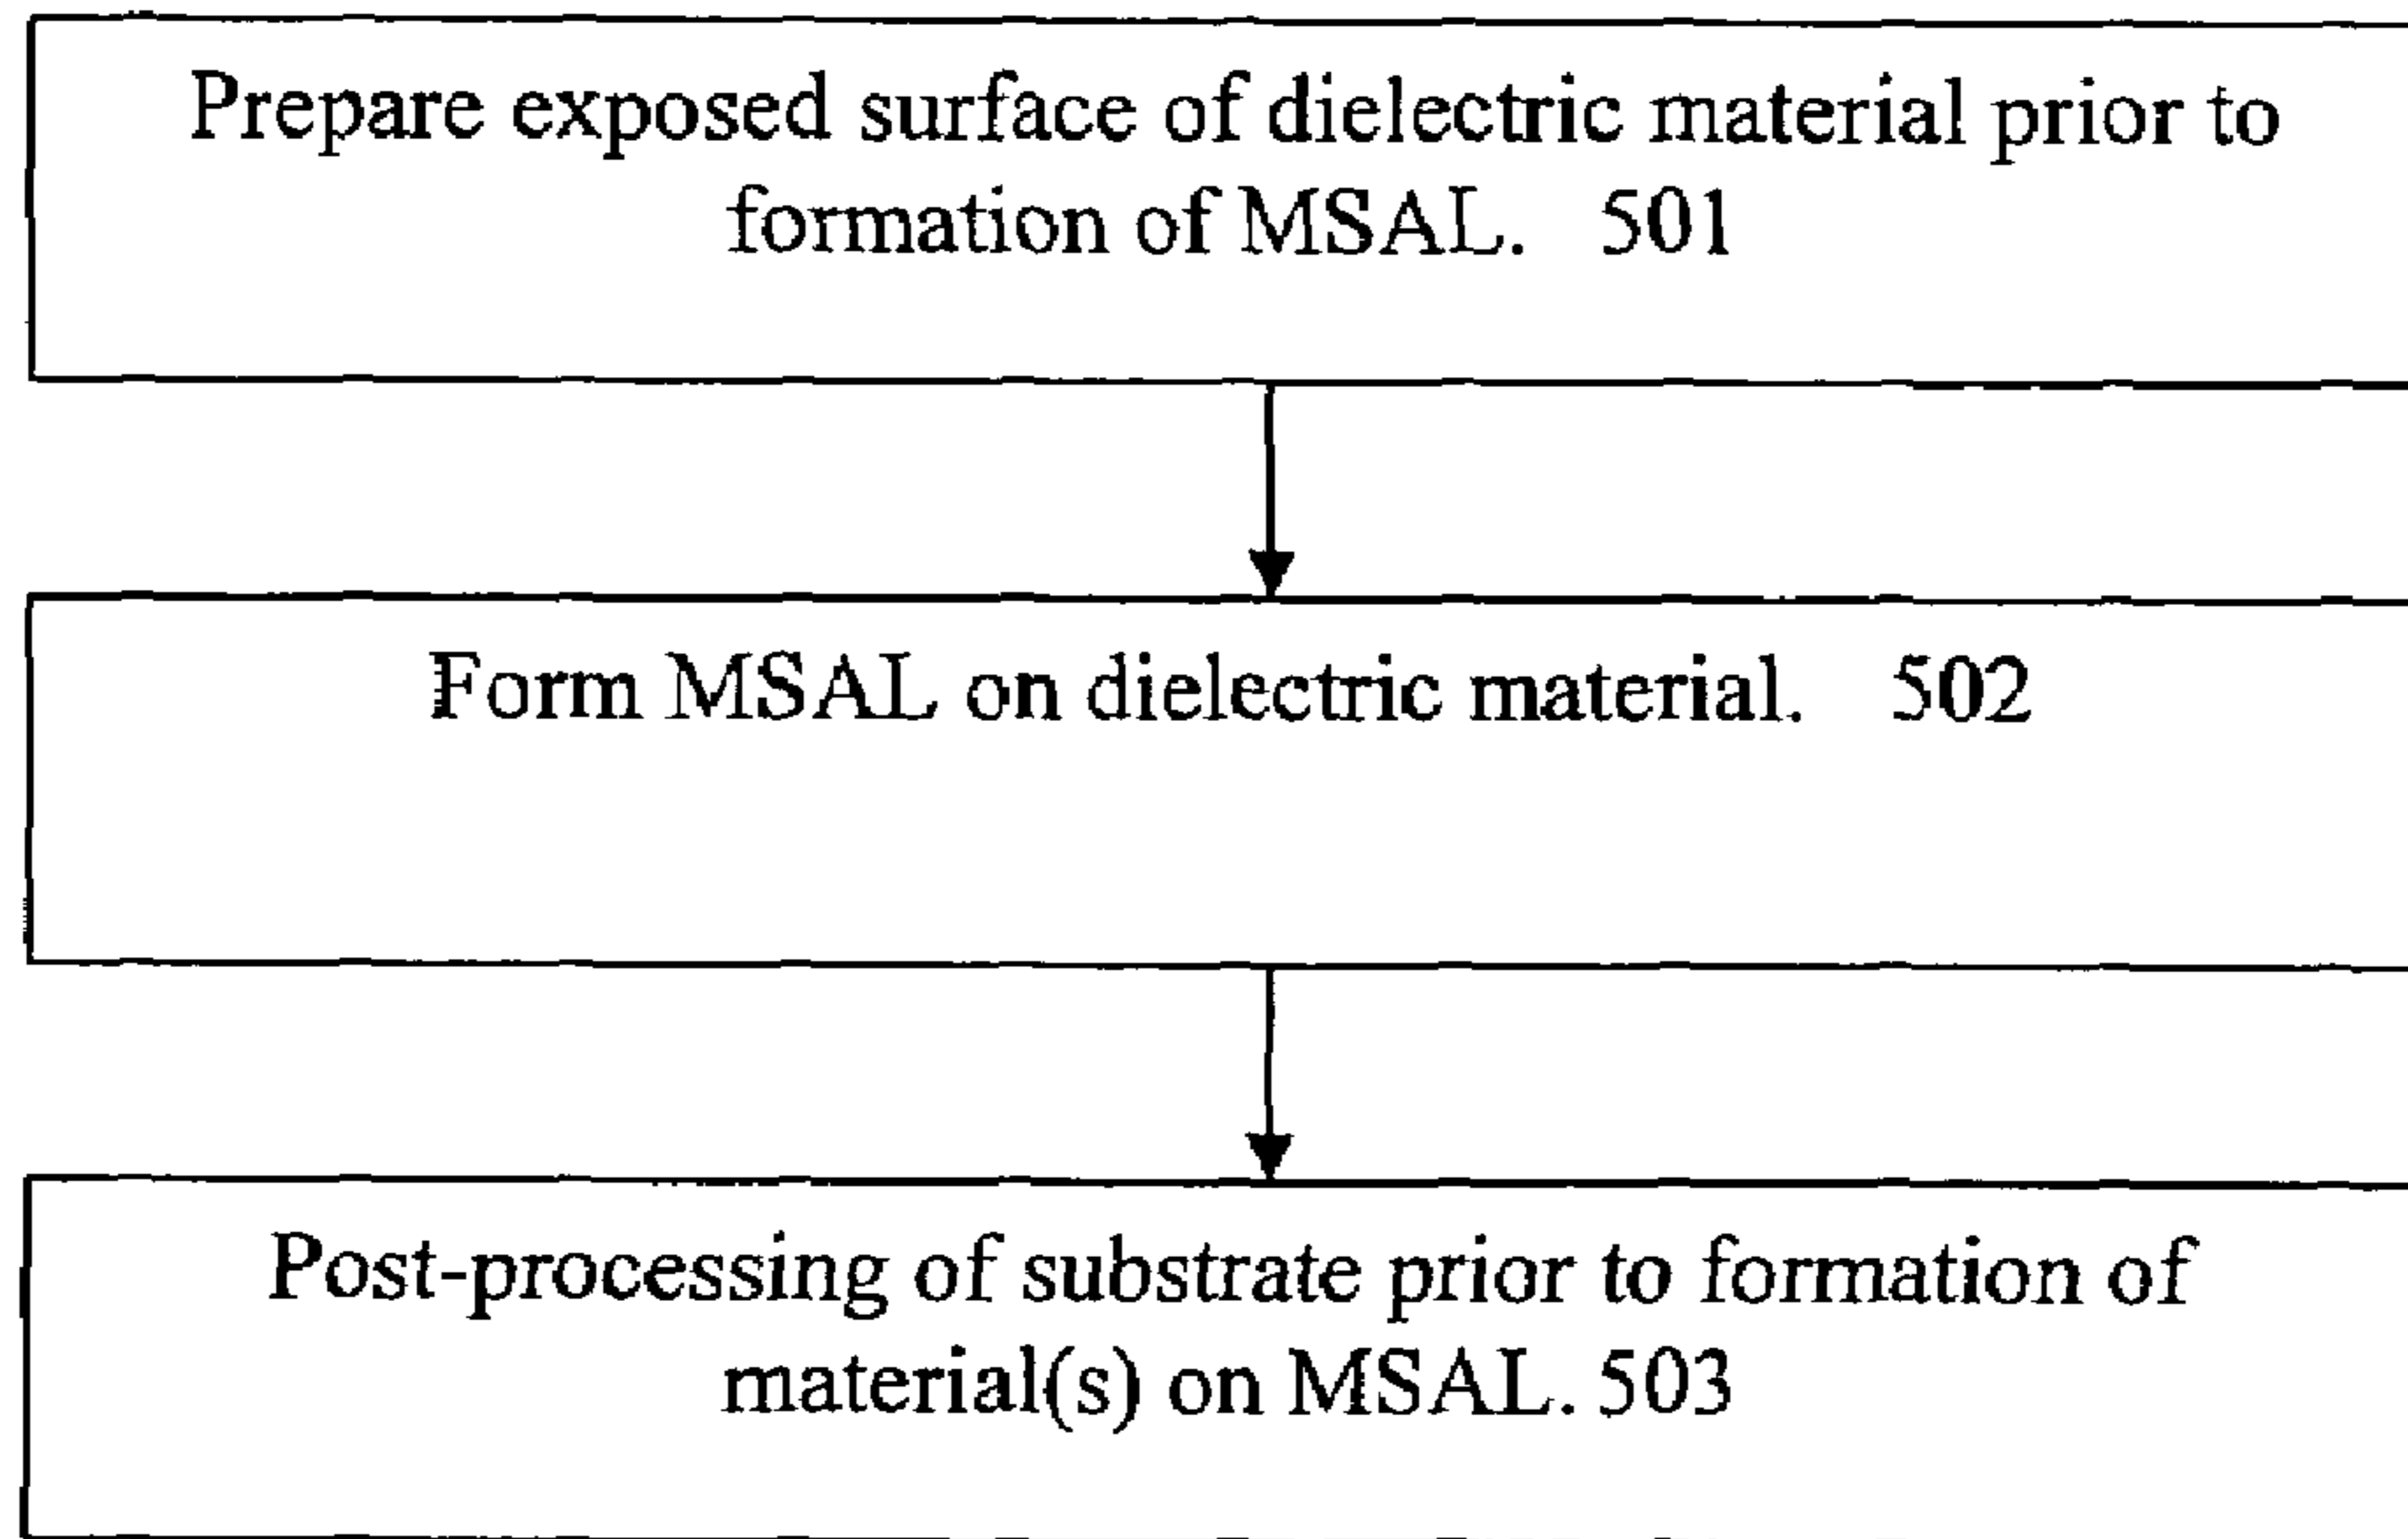 Prepare exposed surface of dielectric material prior to
formation of MSAL. 501
Form MSAL on dielectric material. 502
Post-processing of substrate prior to formation of
material(s) on MSAL. 503